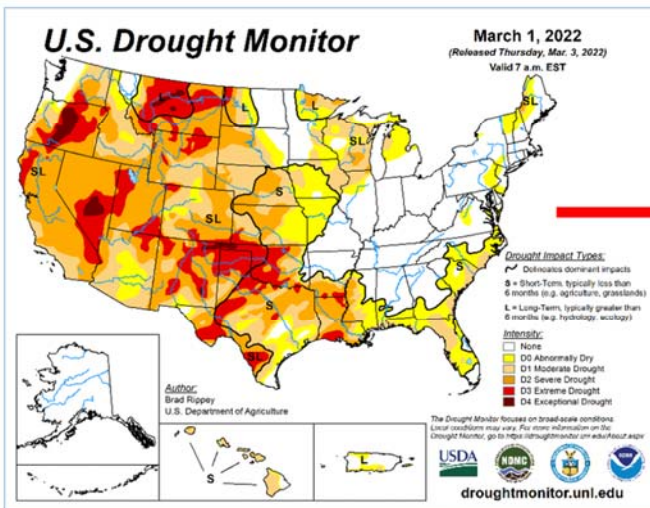 U.S. Drought Monitor
March 1, 2022
(Released Thursday, Mar. 3, 2022)
Valid 7 a.m. EST
L
L
L
SL
SL
SL
S
SL
S
S
SL
Author:
Brad Rippey
U.S. Department of Agriculture
S
L
Drought Impact Types:
Delineates dominant impacts
S = Short-Term, typically less than
6 months (e.g. agriculture, grasslands)
L = Long-Term, typically greater than
6 months (e.g. hydrology, ecology)
Intensity:
None
D0 Abnormally Dry
D1 Moderate Drought
D2 Severe Drought
D3 Extreme Drought
D4 Exceptional Drought
The Drought Monitor focuses on broad-scale conditions.
Local conditions may vary. For more information on the
Drought Monitor, go to https://droughtmonitor.unl.edu/About.aspx
USDA
NDMC
droughtmonitor.unl.edu